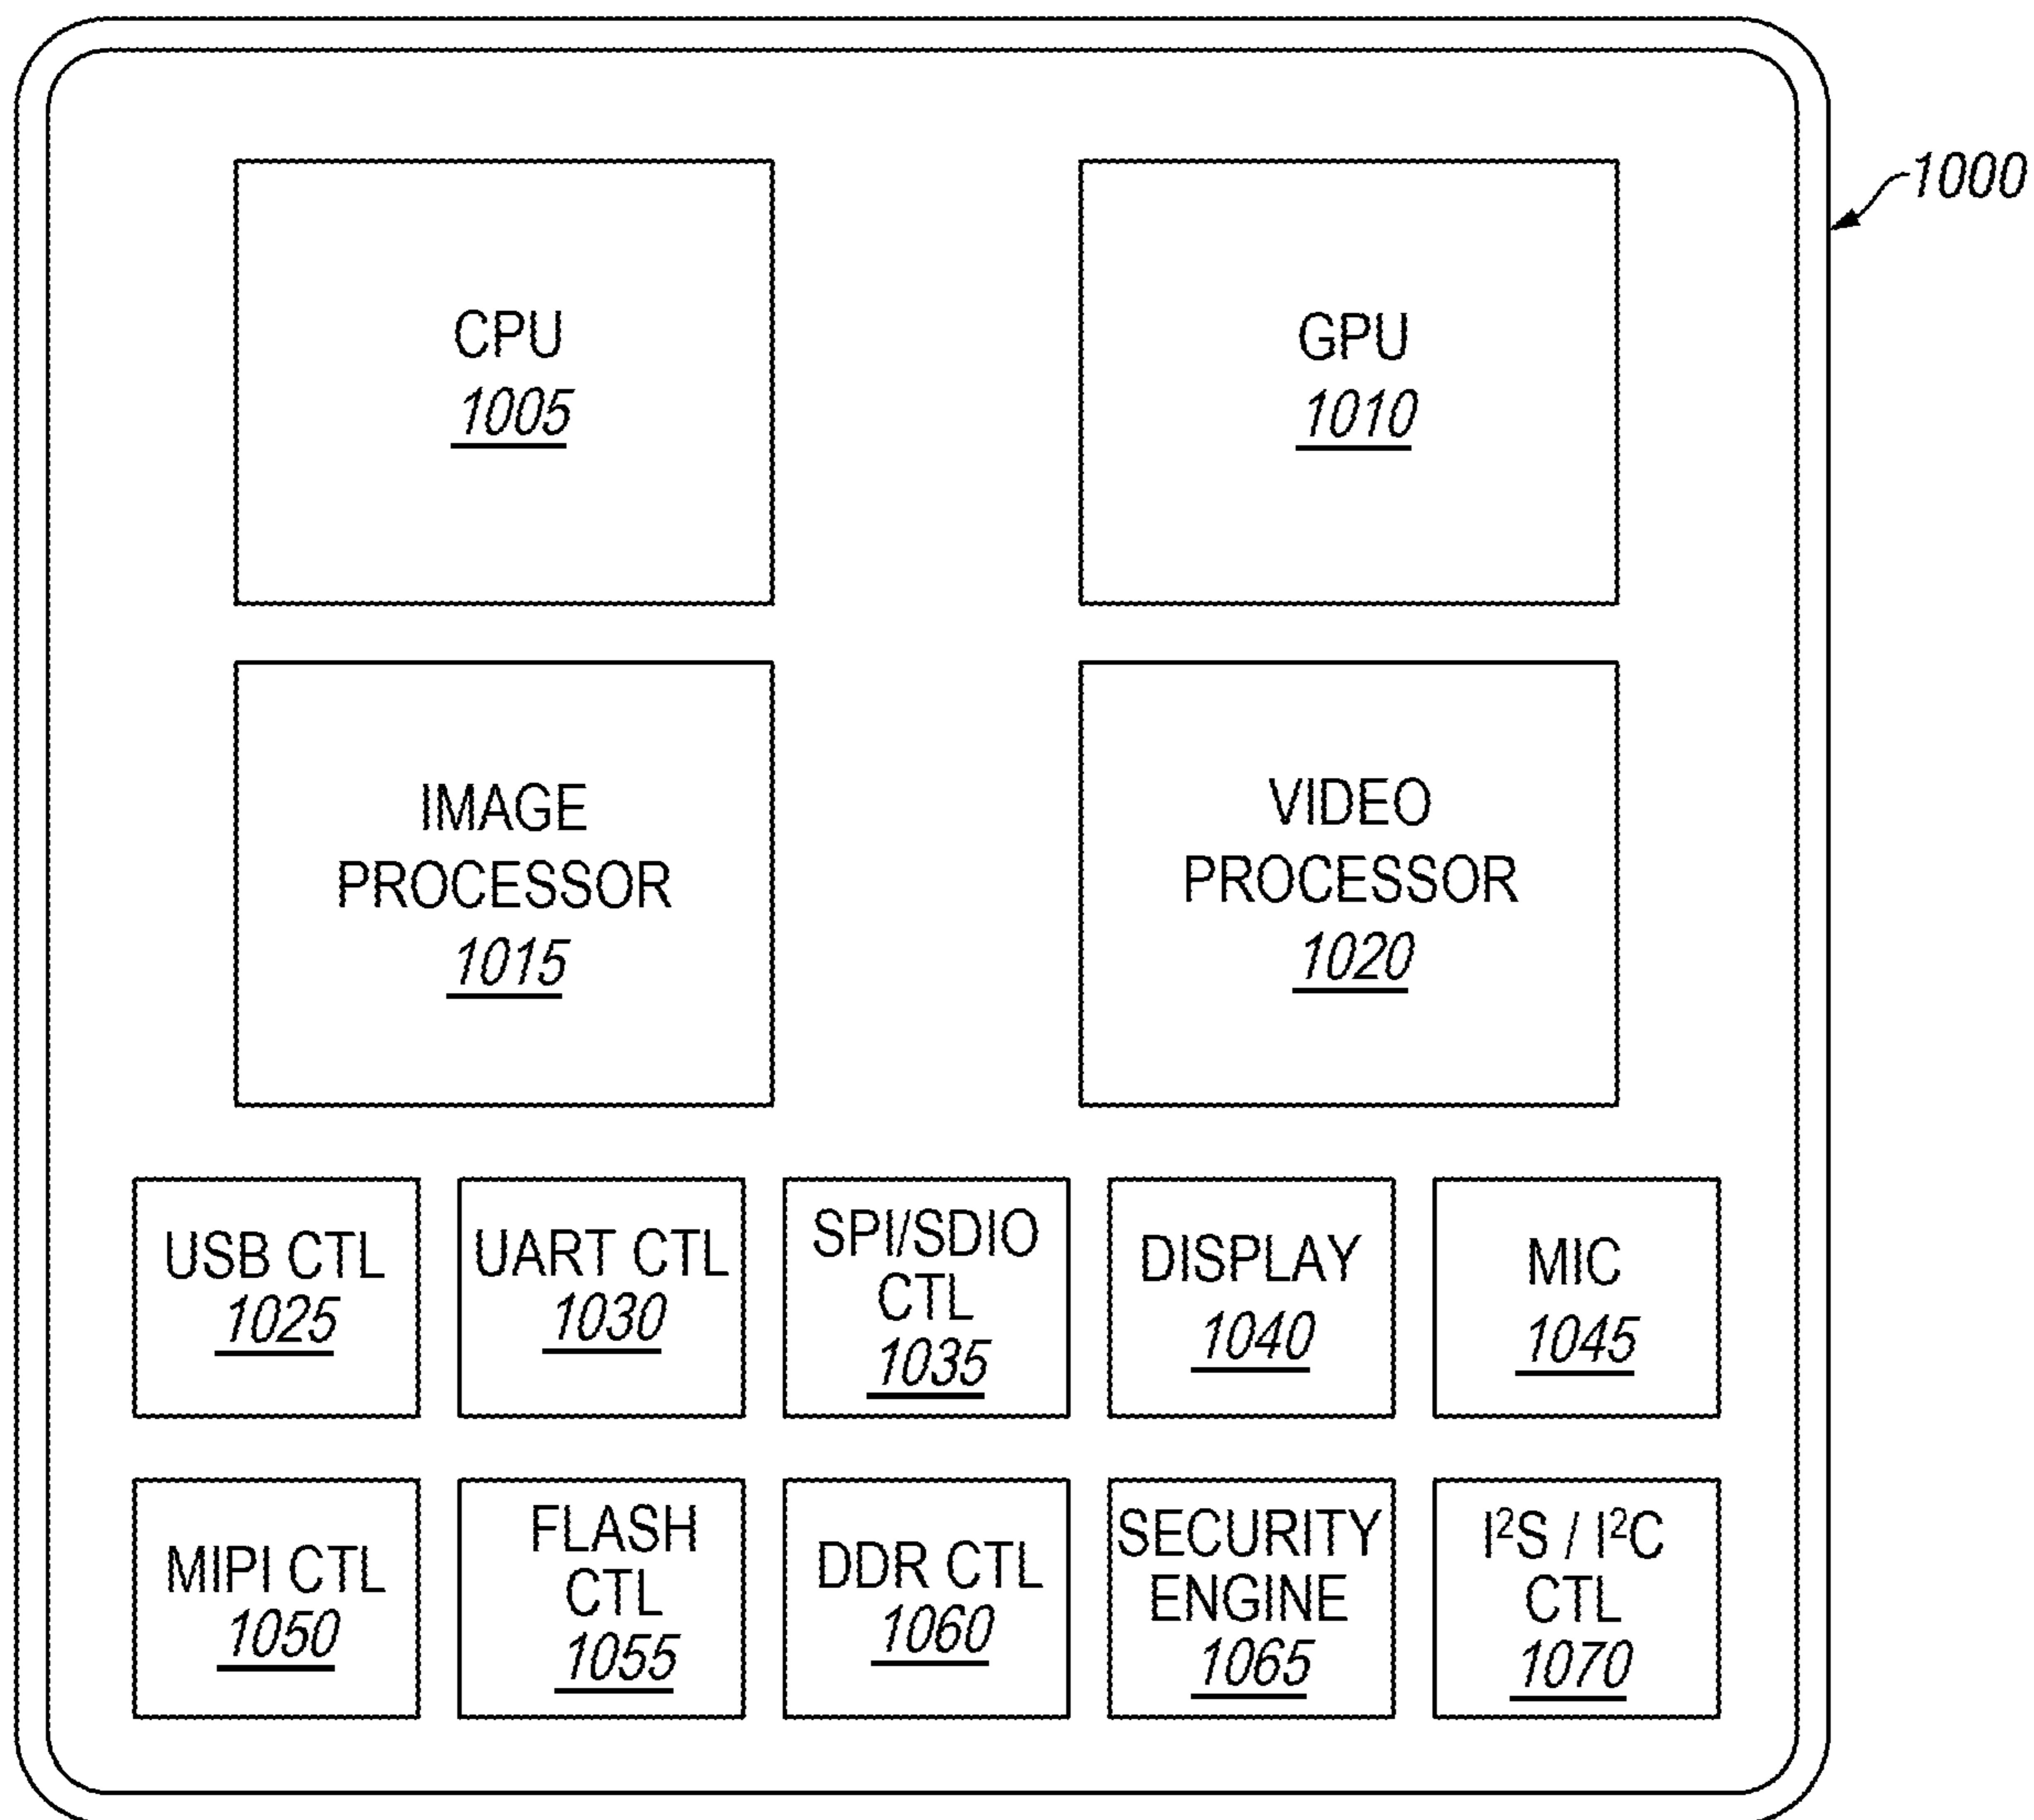 1000
CPU
1005
GPU
1010
IMAGE
PROCESSOR
1015
VIDEO
PROCESSOR
1020
USB CTL
1025
UART CTL
1030
SPI/SDIO
CTL
1035
DISPLAY
1040
MIC
1045
MIPI CTL
1050
FLASH
CTL
1055
DDR CTL
1060
SECURITY
ENGINE
1065
I²S / I²C
CTL
1070